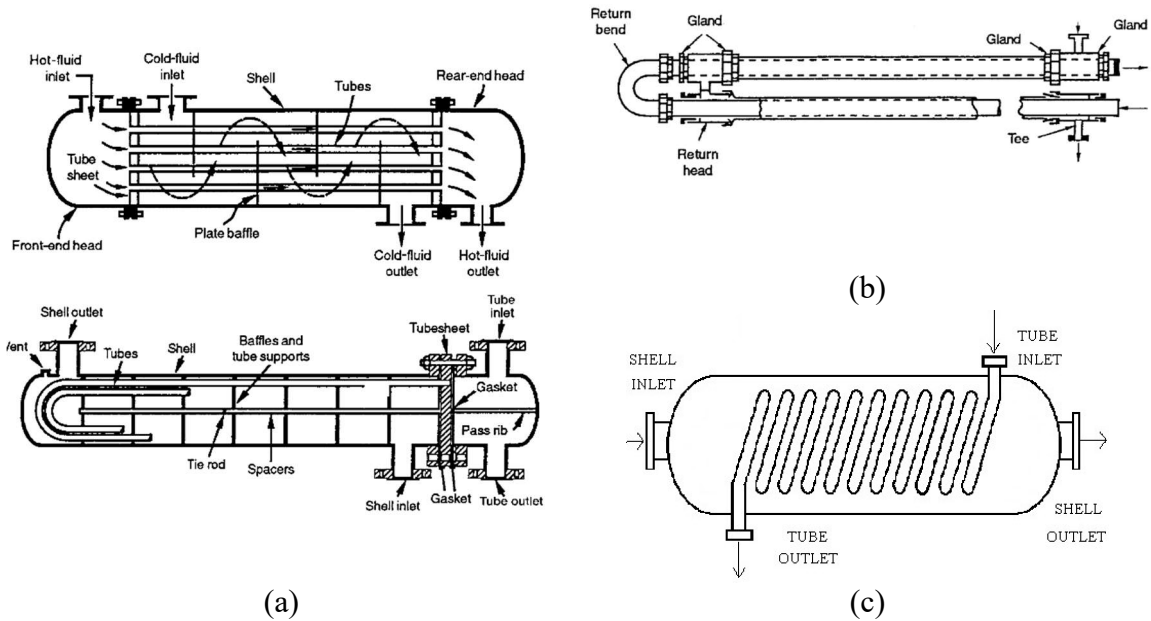 Hot-fluid
inlet
Cold-fluid
inlet
Shell
Tubes
Rear-end head
Tube
sheet
Front-end head
Plate baffle
Cold-fluid
outlet
Hot-fluid
outlet
Shell outlet
Vent
Tubes
Shell
Baffles and
tube supports
Tubesheet
Tube
inlet
Gasket
Pass rib
Tie rod
Spacers
Shell inlet
Gasket
Tube outlet
(a)
Return
bend
Gland
Gland
Gland
Return
head
Tee
(b)
SHELL
INLET
TUBE
INLET
TUBE
OUTLET
SHELL
OUTLET
(c)